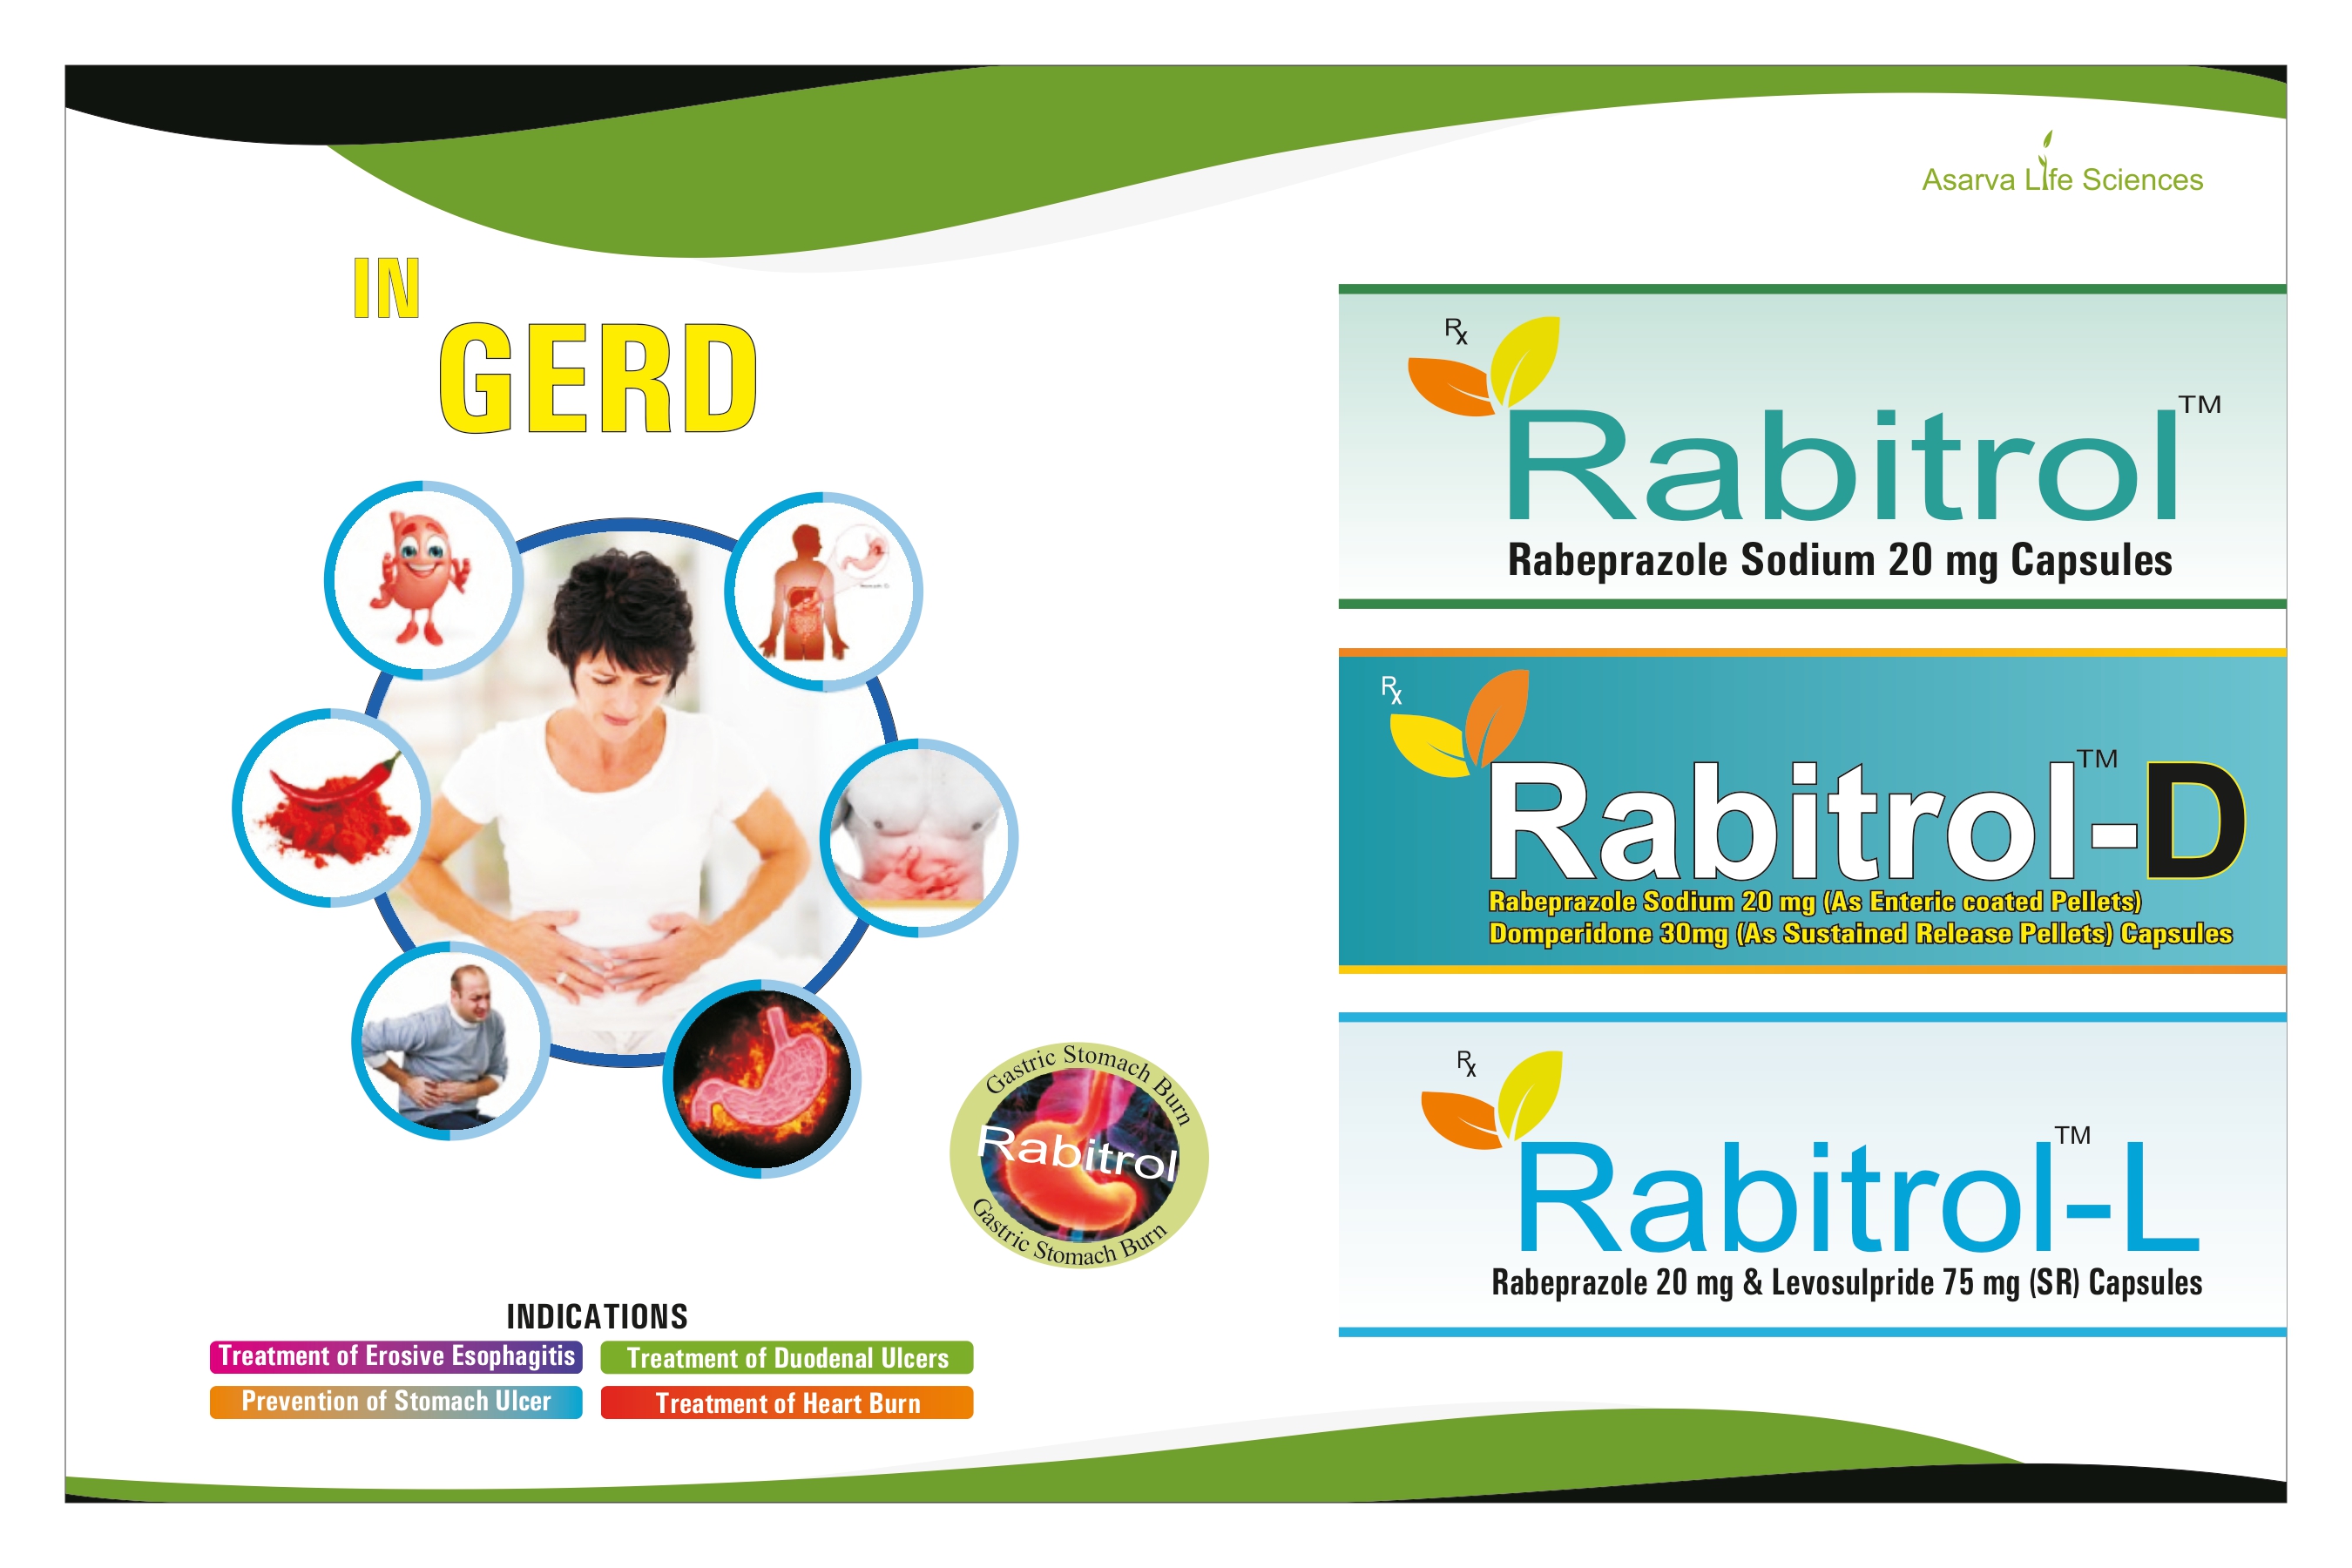 Asarva Life Sciences
IN
GERD
Rx
Rabitrol™
Rabeprazole Sodium 20 mg Capsules
Rx
Rabitrol™-D
Rabeprazole Sodium 20 mg (As Enteric coated Pellets)
Domperidone 30mg (As Sustained Release Pellets) Capsules
Rx
Rabitrol™-L
Rabeprazole 20 mg & Levosulpride 75 mg (SR) Capsules
Gastric Stomach Burn
Rabitrol
Gastric Stomach Burn
INDICATIONS
Treatment of Erosive Esophagitis
Treatment of Duodenal Ulcers
Prevention of Stomach Ulcer
Treatment of Heart Burn